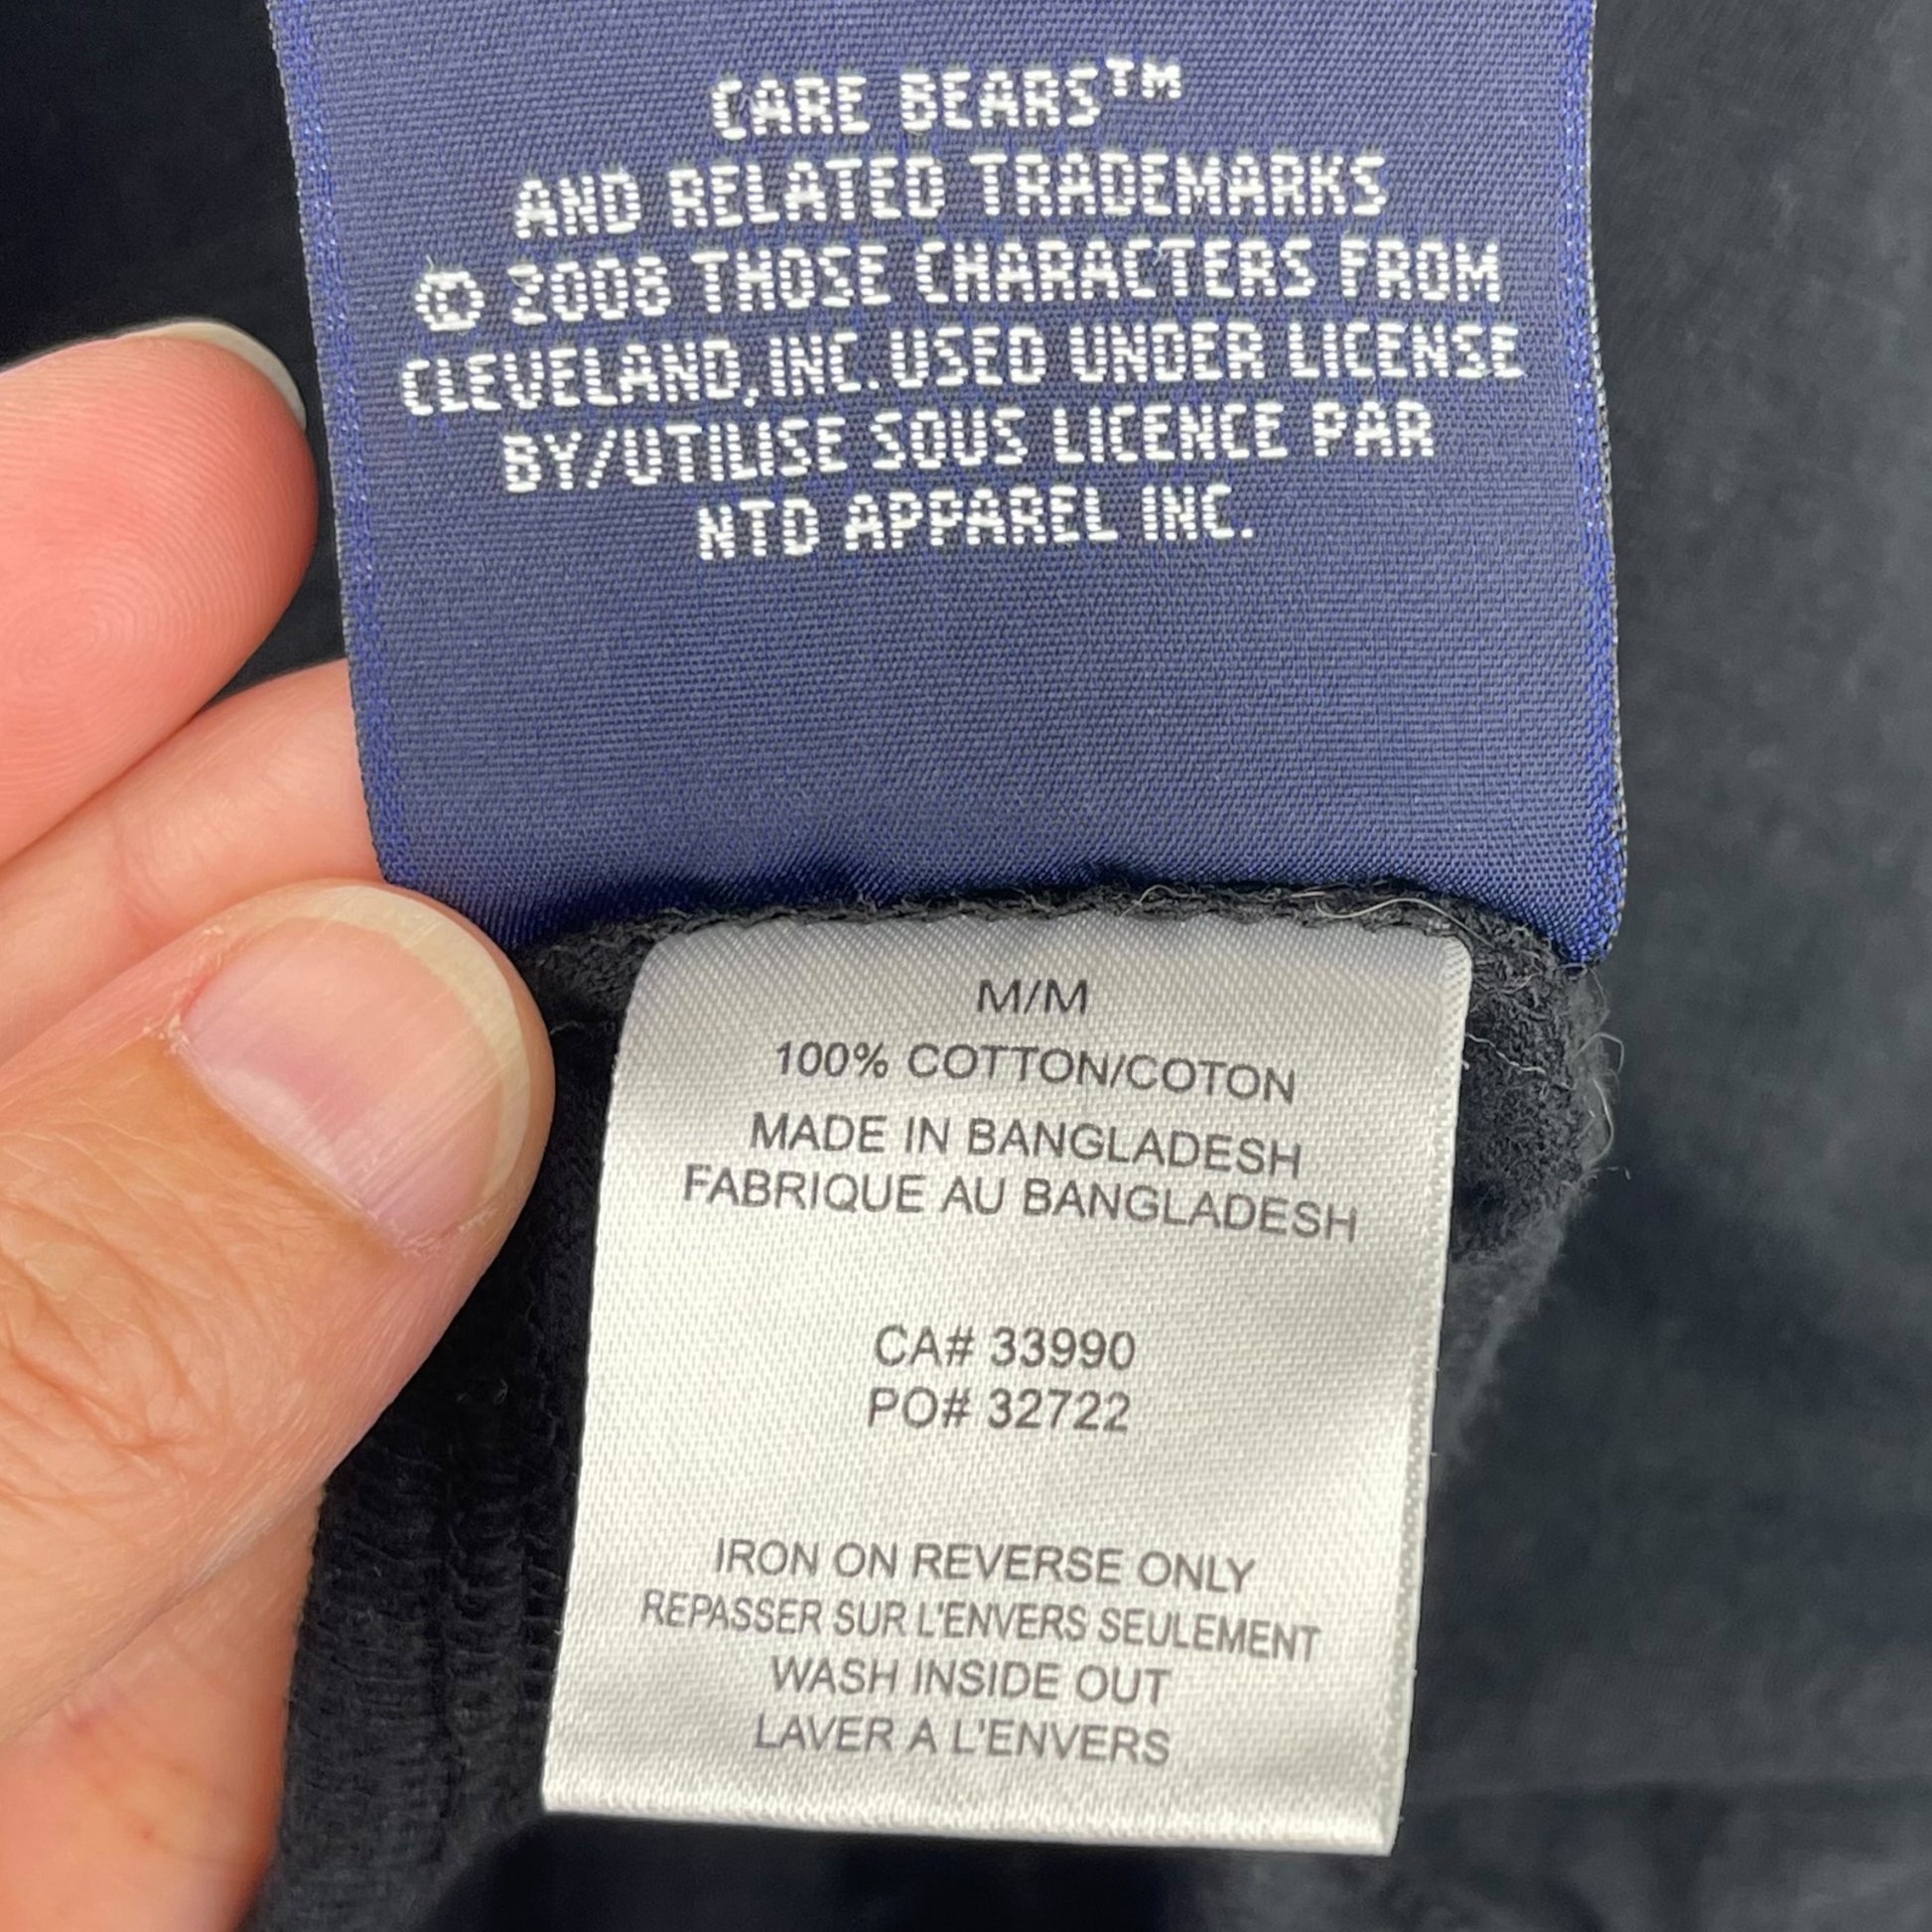 CARE BEARS™
AND RELATED TRADEMARKS
© 2008 THOSE CHARACTERS FROM
CLEVELAND, INC. USED UNDER LICENSE
BY/UTILISE SOUS LICENCE PAR
NTD APPAREL INC.
M/M
100% COTTON/COTON
MADE IN BANGLADESH
FABRIQUE AU BANGLADESH
CA# 33990
PO# 32722
IRON ON REVERSE ONLY
REPASSER SUR L'ENVERS SEULEMENT
WASH INSIDE OUT
LAVER A L'ENVERS